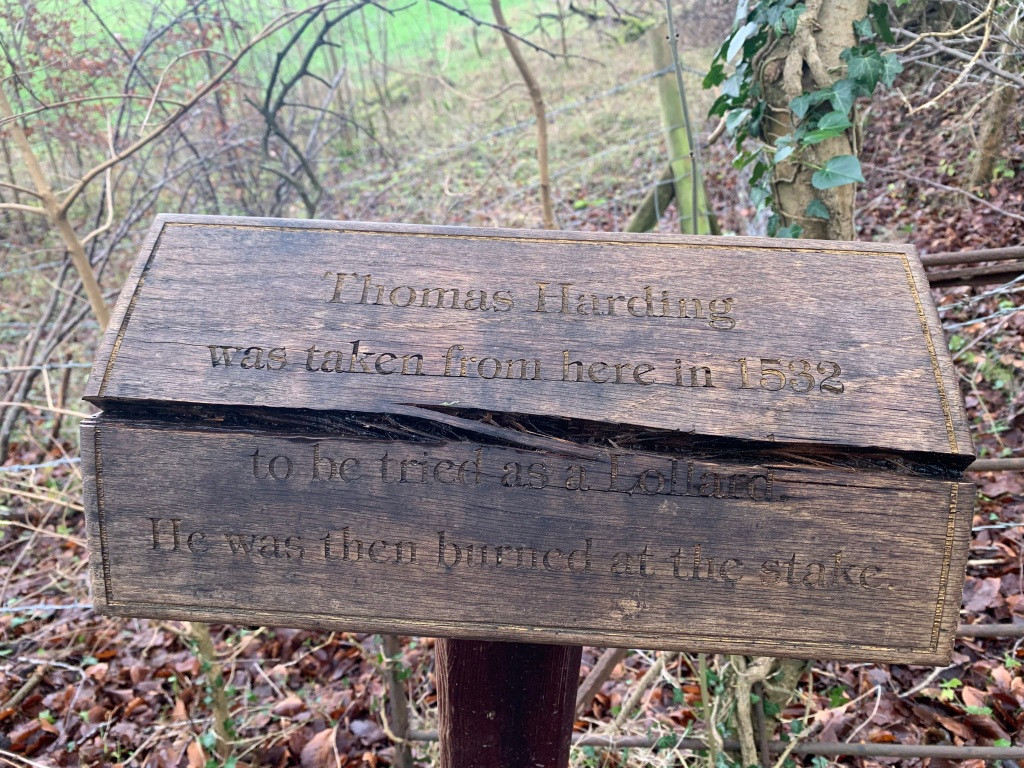 Thomas Harding
was taken from here in 1532
to be tried as a Lollard.
He was then burned at the stake.